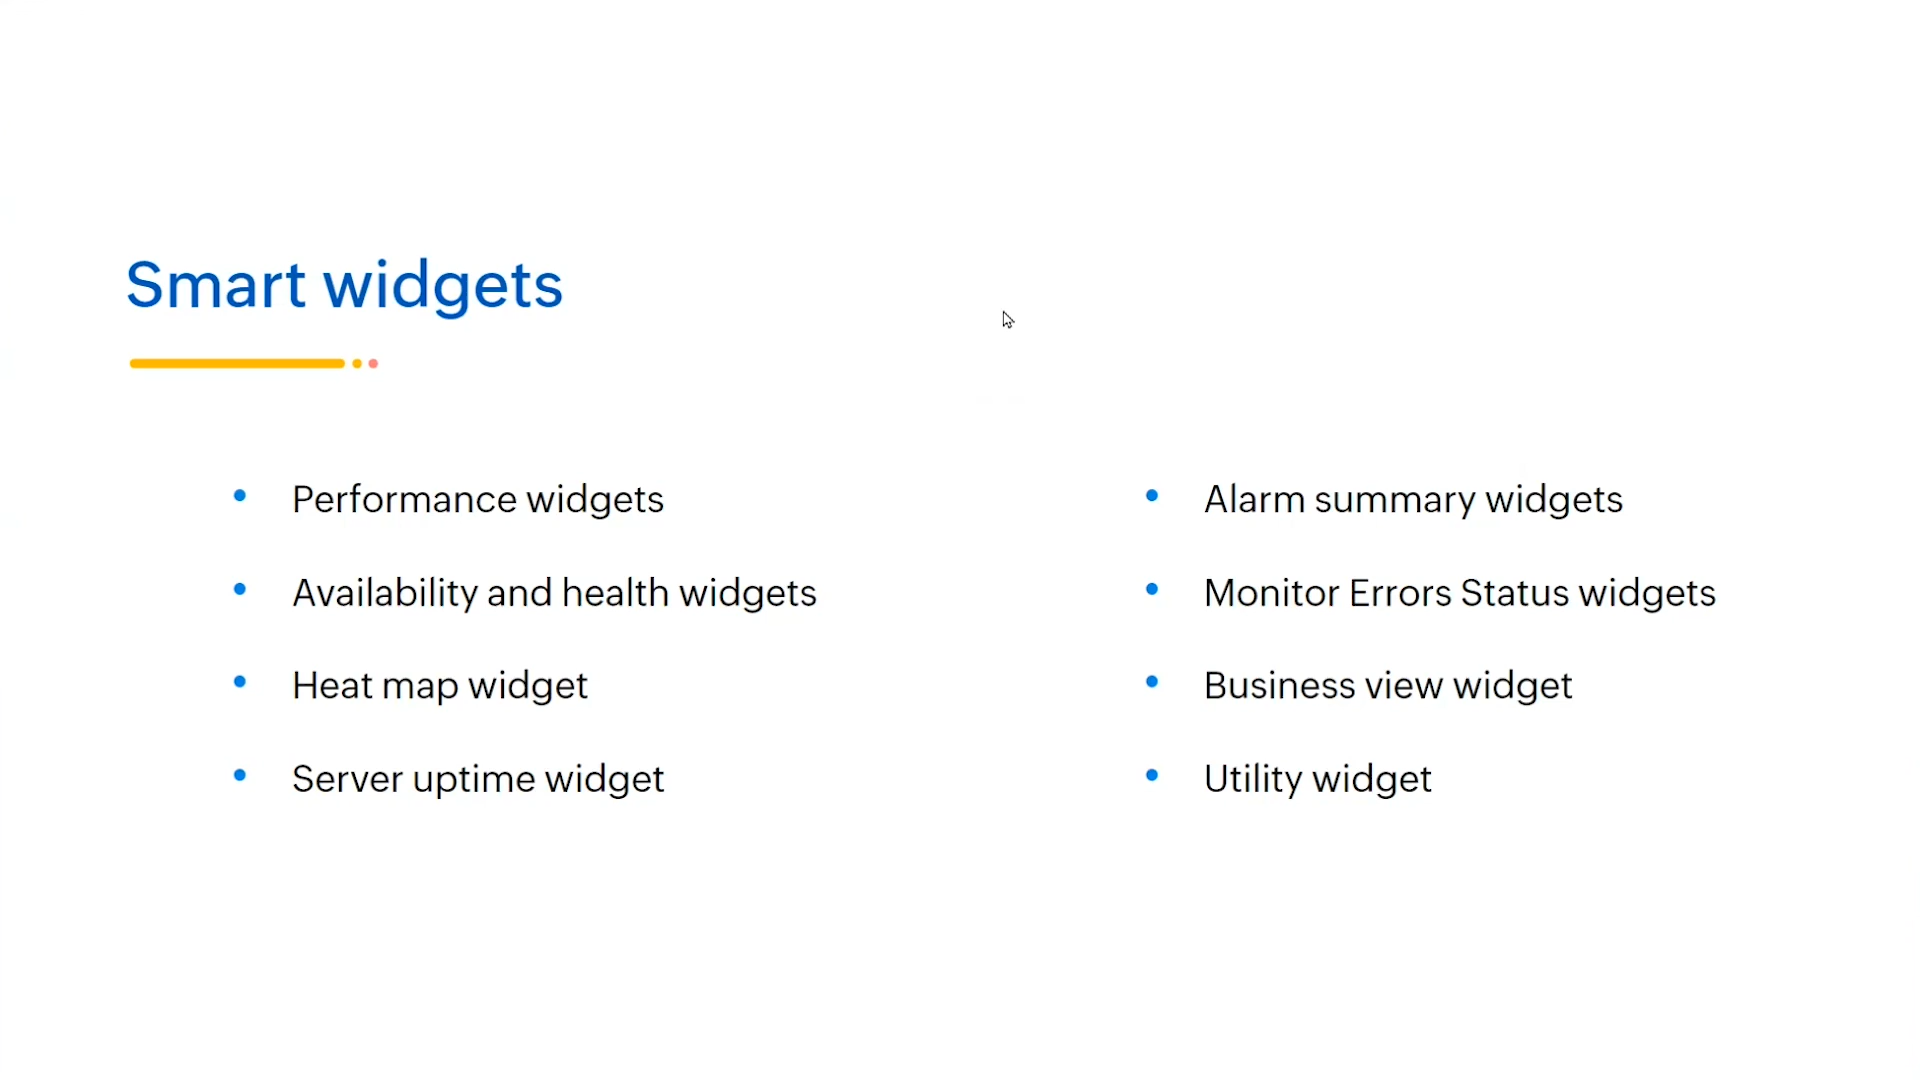 Smart widgets
• Performance widgets
• Availability and health widgets
• Heat map widget
• Server uptime widget
• Alarm summary widgets
• Monitor Errors Status widgets
• Business view widget
• Utility widget